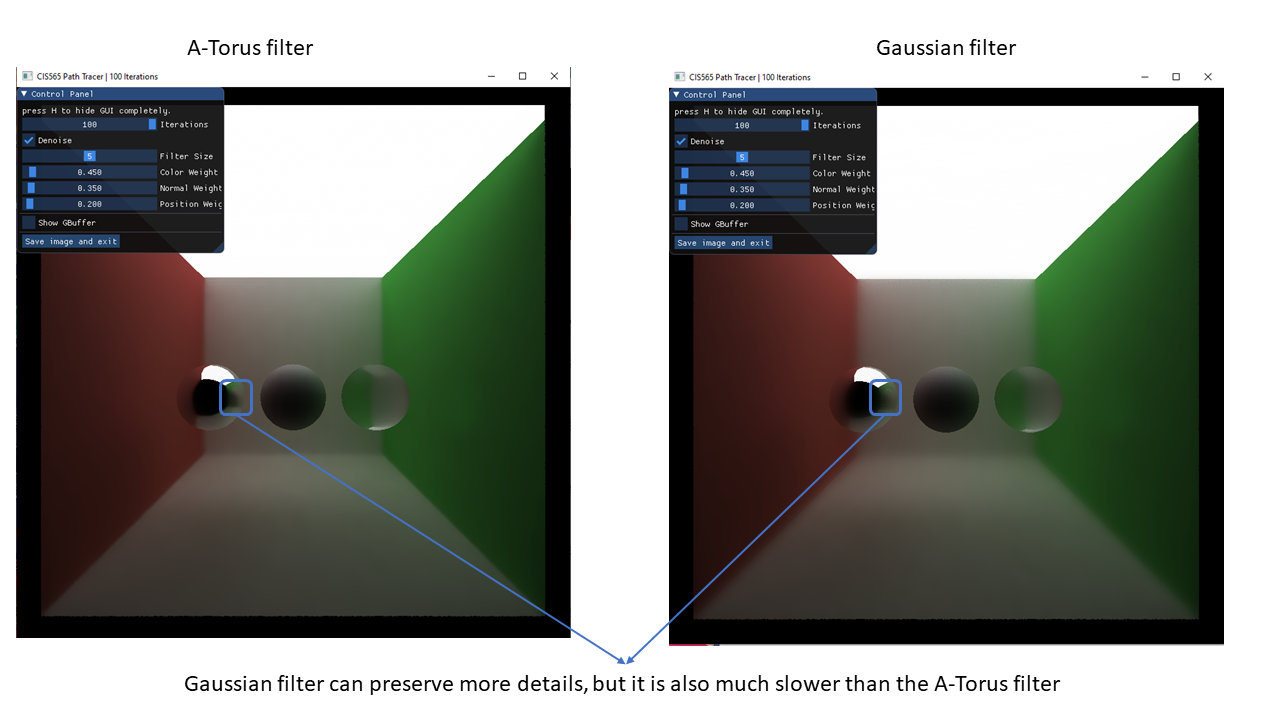 A-Torus filter
Gaussian filter
CIS565 Path Tracer | 100 Iterations
▼ Control Panel
press H to hide GUI completely.
100 Iterations
Denoise
5 Filter Size
0.450 Color Weight
0.350 Normal Weight
0.200 Position Weig
Show GBuffer
Save image and exit
CIS565 Path Tracer | 100 Iterations
▼ Control Panel
press H to hide GUI completely.
100 Iterations
Denoise
5 Filter Size
0.450 Color Weight
0.350 Normal Weight
0.200 Position Weig
Show GBuffer
Save image and exit
Gaussian filter can preserve more details, but it is also much slower than the A-Torus filter